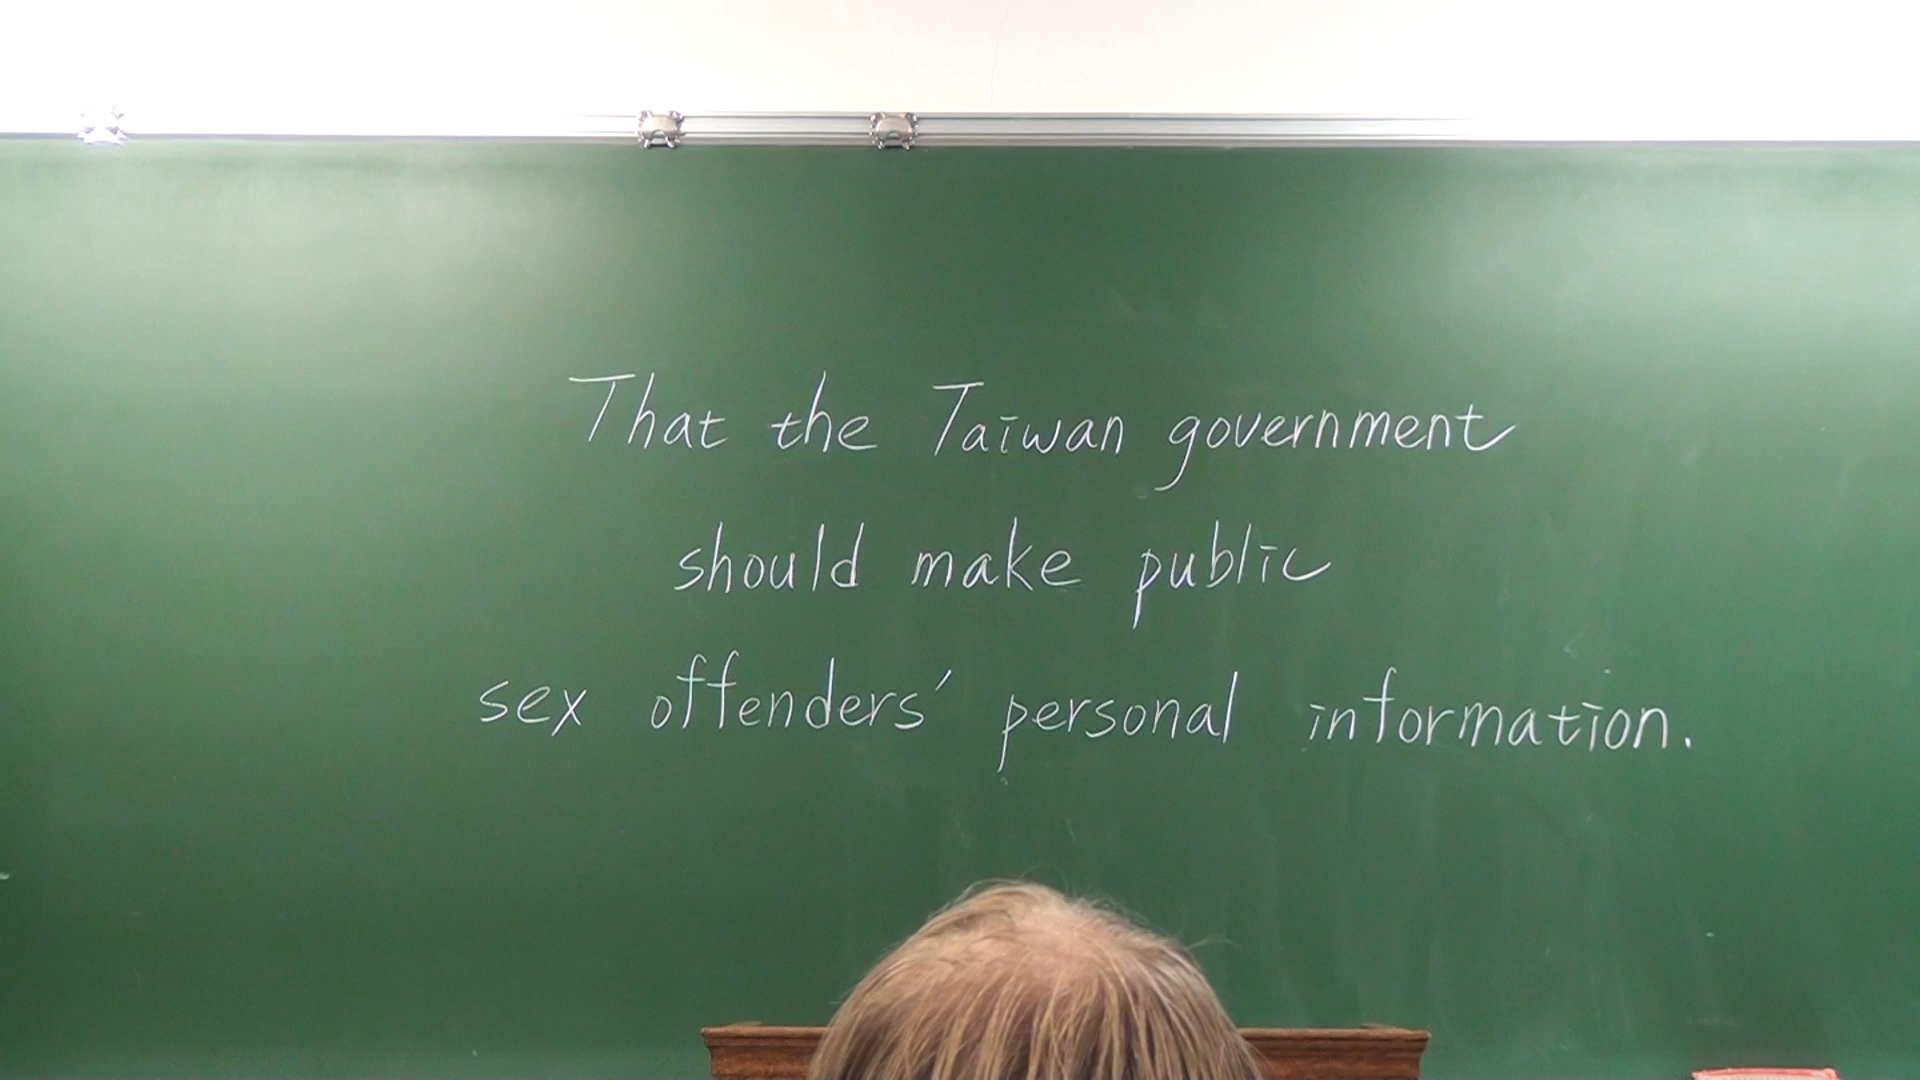 That the Taiwan government
should make public
sex offenders' personal information.